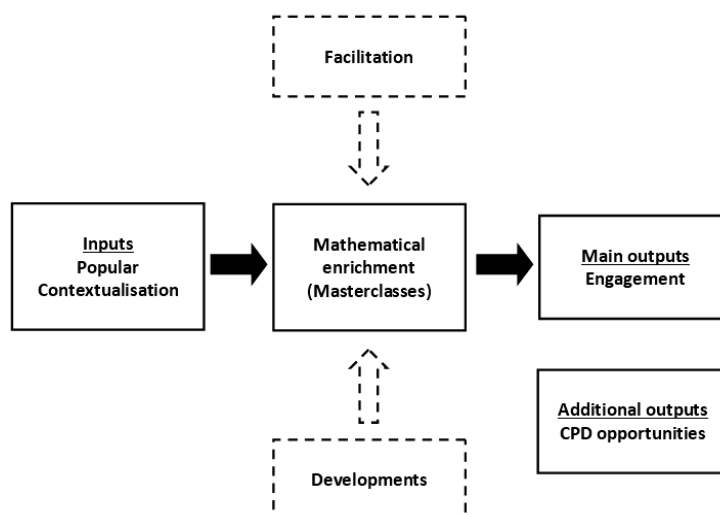 Facilitation
Inputs
Popular
Contextualisation
Mathematical
enrichment
(Masterclasses)
Main outputs
Engagement
Additional outputs
CPD opportunities
Developments